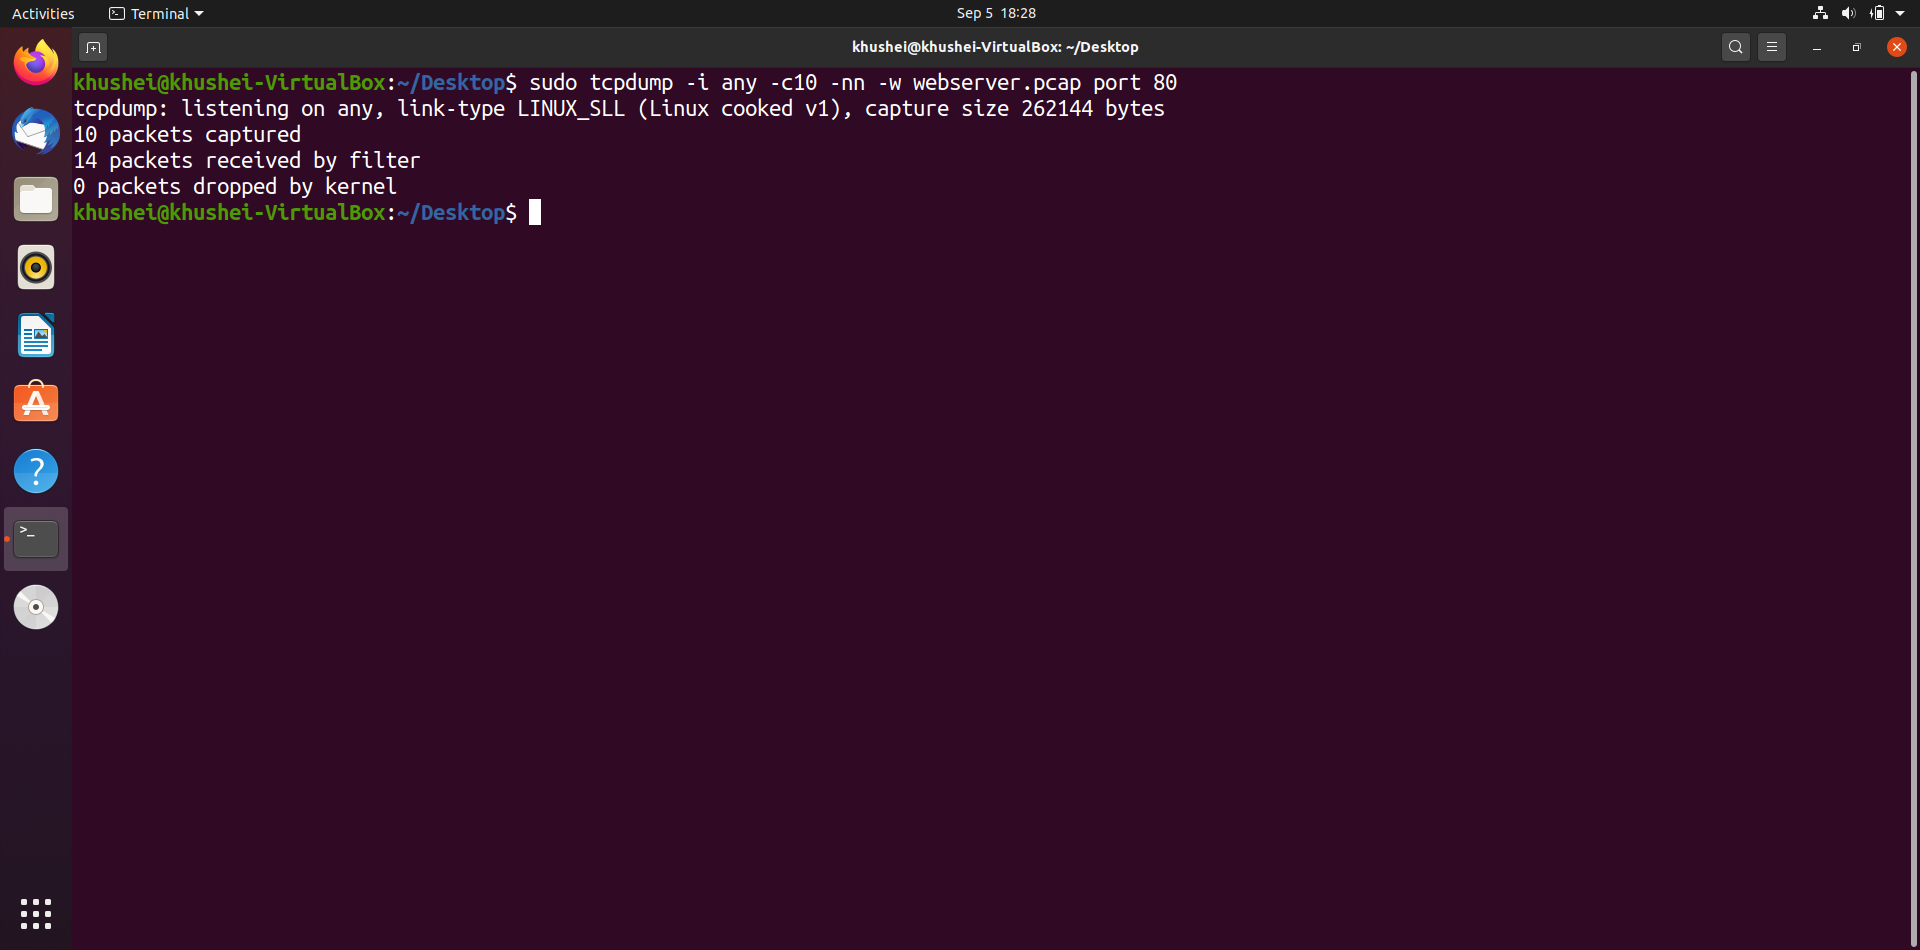 Activities
Terminal
Sep 5 18:28
khushei@khushei-VirtualBox: ~/Desktop
khushei@khushei-VirtualBox:~/Desktop$ sudo tcpdump -i any -c10 -nn -w webserver.pcap port 80
tcpdump: listening on any, link-type LINUX_SLL (Linux cooked v1), capture size 262144 bytes
10 packets captured
14 packets received by filter
0 packets dropped by kernel
khushei@khushei-VirtualBox:~/Desktop$